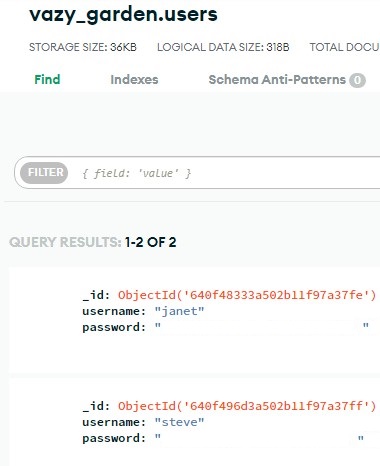 vazy_garden.users
STORAGE SIZE: 36KB LOGICAL DATA SIZE: 318B TOTAL DOCU
Find Indexes Schema Anti-Patterns 0
FILTER { field: 'value' }
QUERY RESULTS: 1-2 OF 2
_id: ObjectId('640f48333a502b11f97a37fe')
username: "janet"
password: " "
_id: ObjectId('640f496d3a502b11f97a37ff')
username: "steve"
password: " "